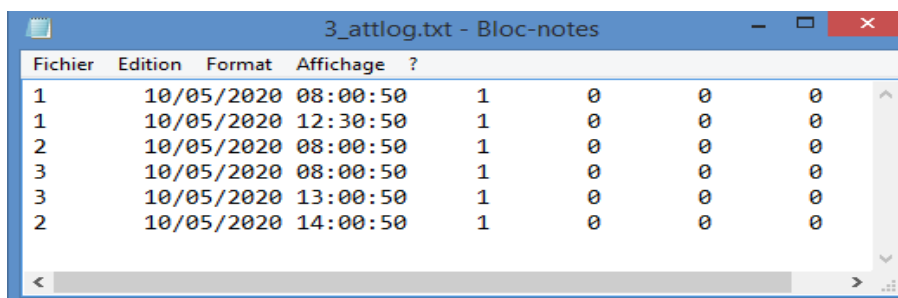 3_attlog.txt - Bloc-notes
Fichier Edition Format Affichage ?
1 10/05/2020 08:00:50 1 0 0 0
1 10/05/2020 12:30:50 1 0 0 0
2 10/05/2020 08:00:50 1 0 0 0
3 10/05/2020 08:00:50 1 0 0 0
3 10/05/2020 13:00:50 1 0 0 0
2 10/05/2020 14:00:50 1 0 0 0